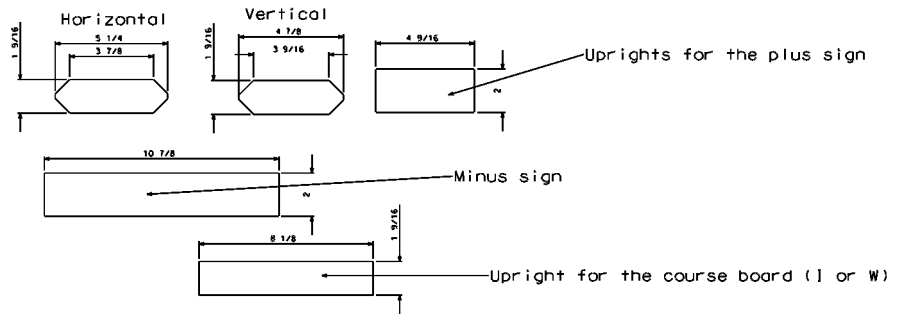 Horizontal
Vertical
5 1/4
3 7/8
1 9/16
4 7/8
3 9/16
1 9/16
4 9/16
2
Uprights for the plus sign
10 7/8
2
Minus sign
8 1/8
1 9/16
Upright for the course board (1 or W)